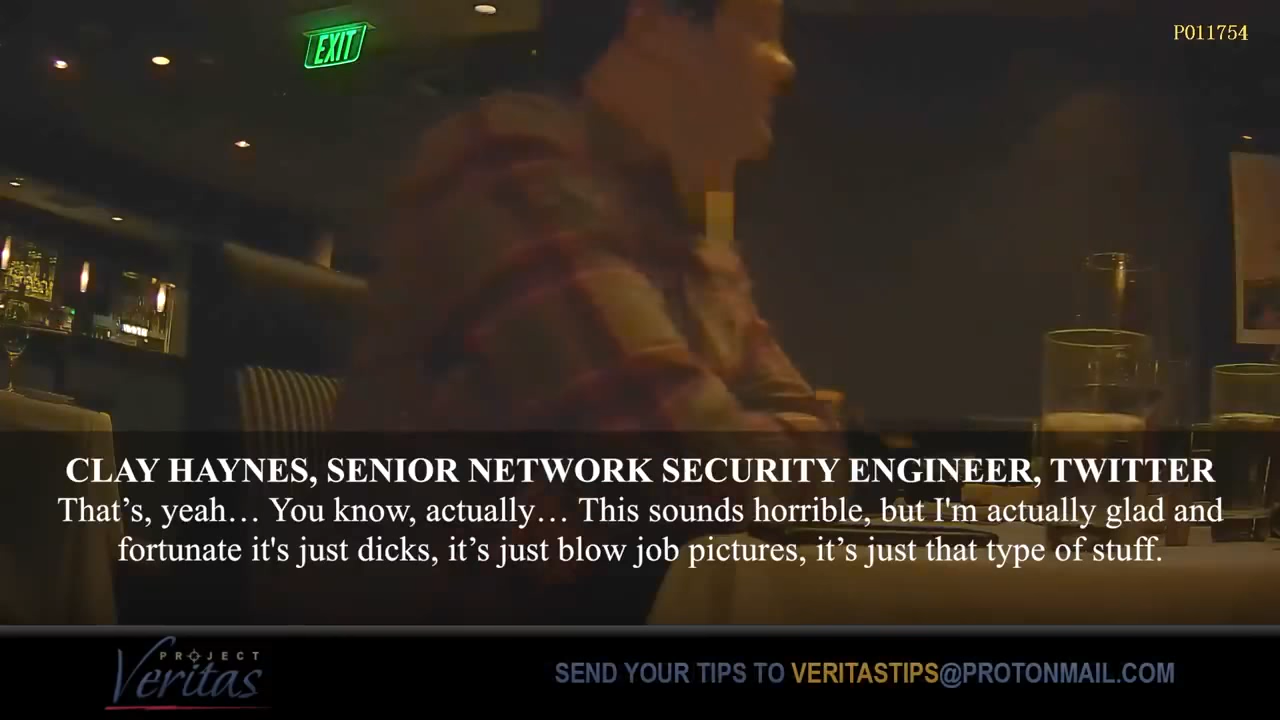 EXIT
P011754
CLAY HAYNES, SENIOR NETWORK SECURITY ENGINEER, TWITTER
That’s, yeah… You know, actually… This sounds horrible, but I'm actually glad and
fortunate it's just dicks, it’s just blow job pictures, it’s just that type of stuff.
PROJECT
Veritas
SEND YOUR TIPS TO VERITASTIPS@PROTONMAIL.COM